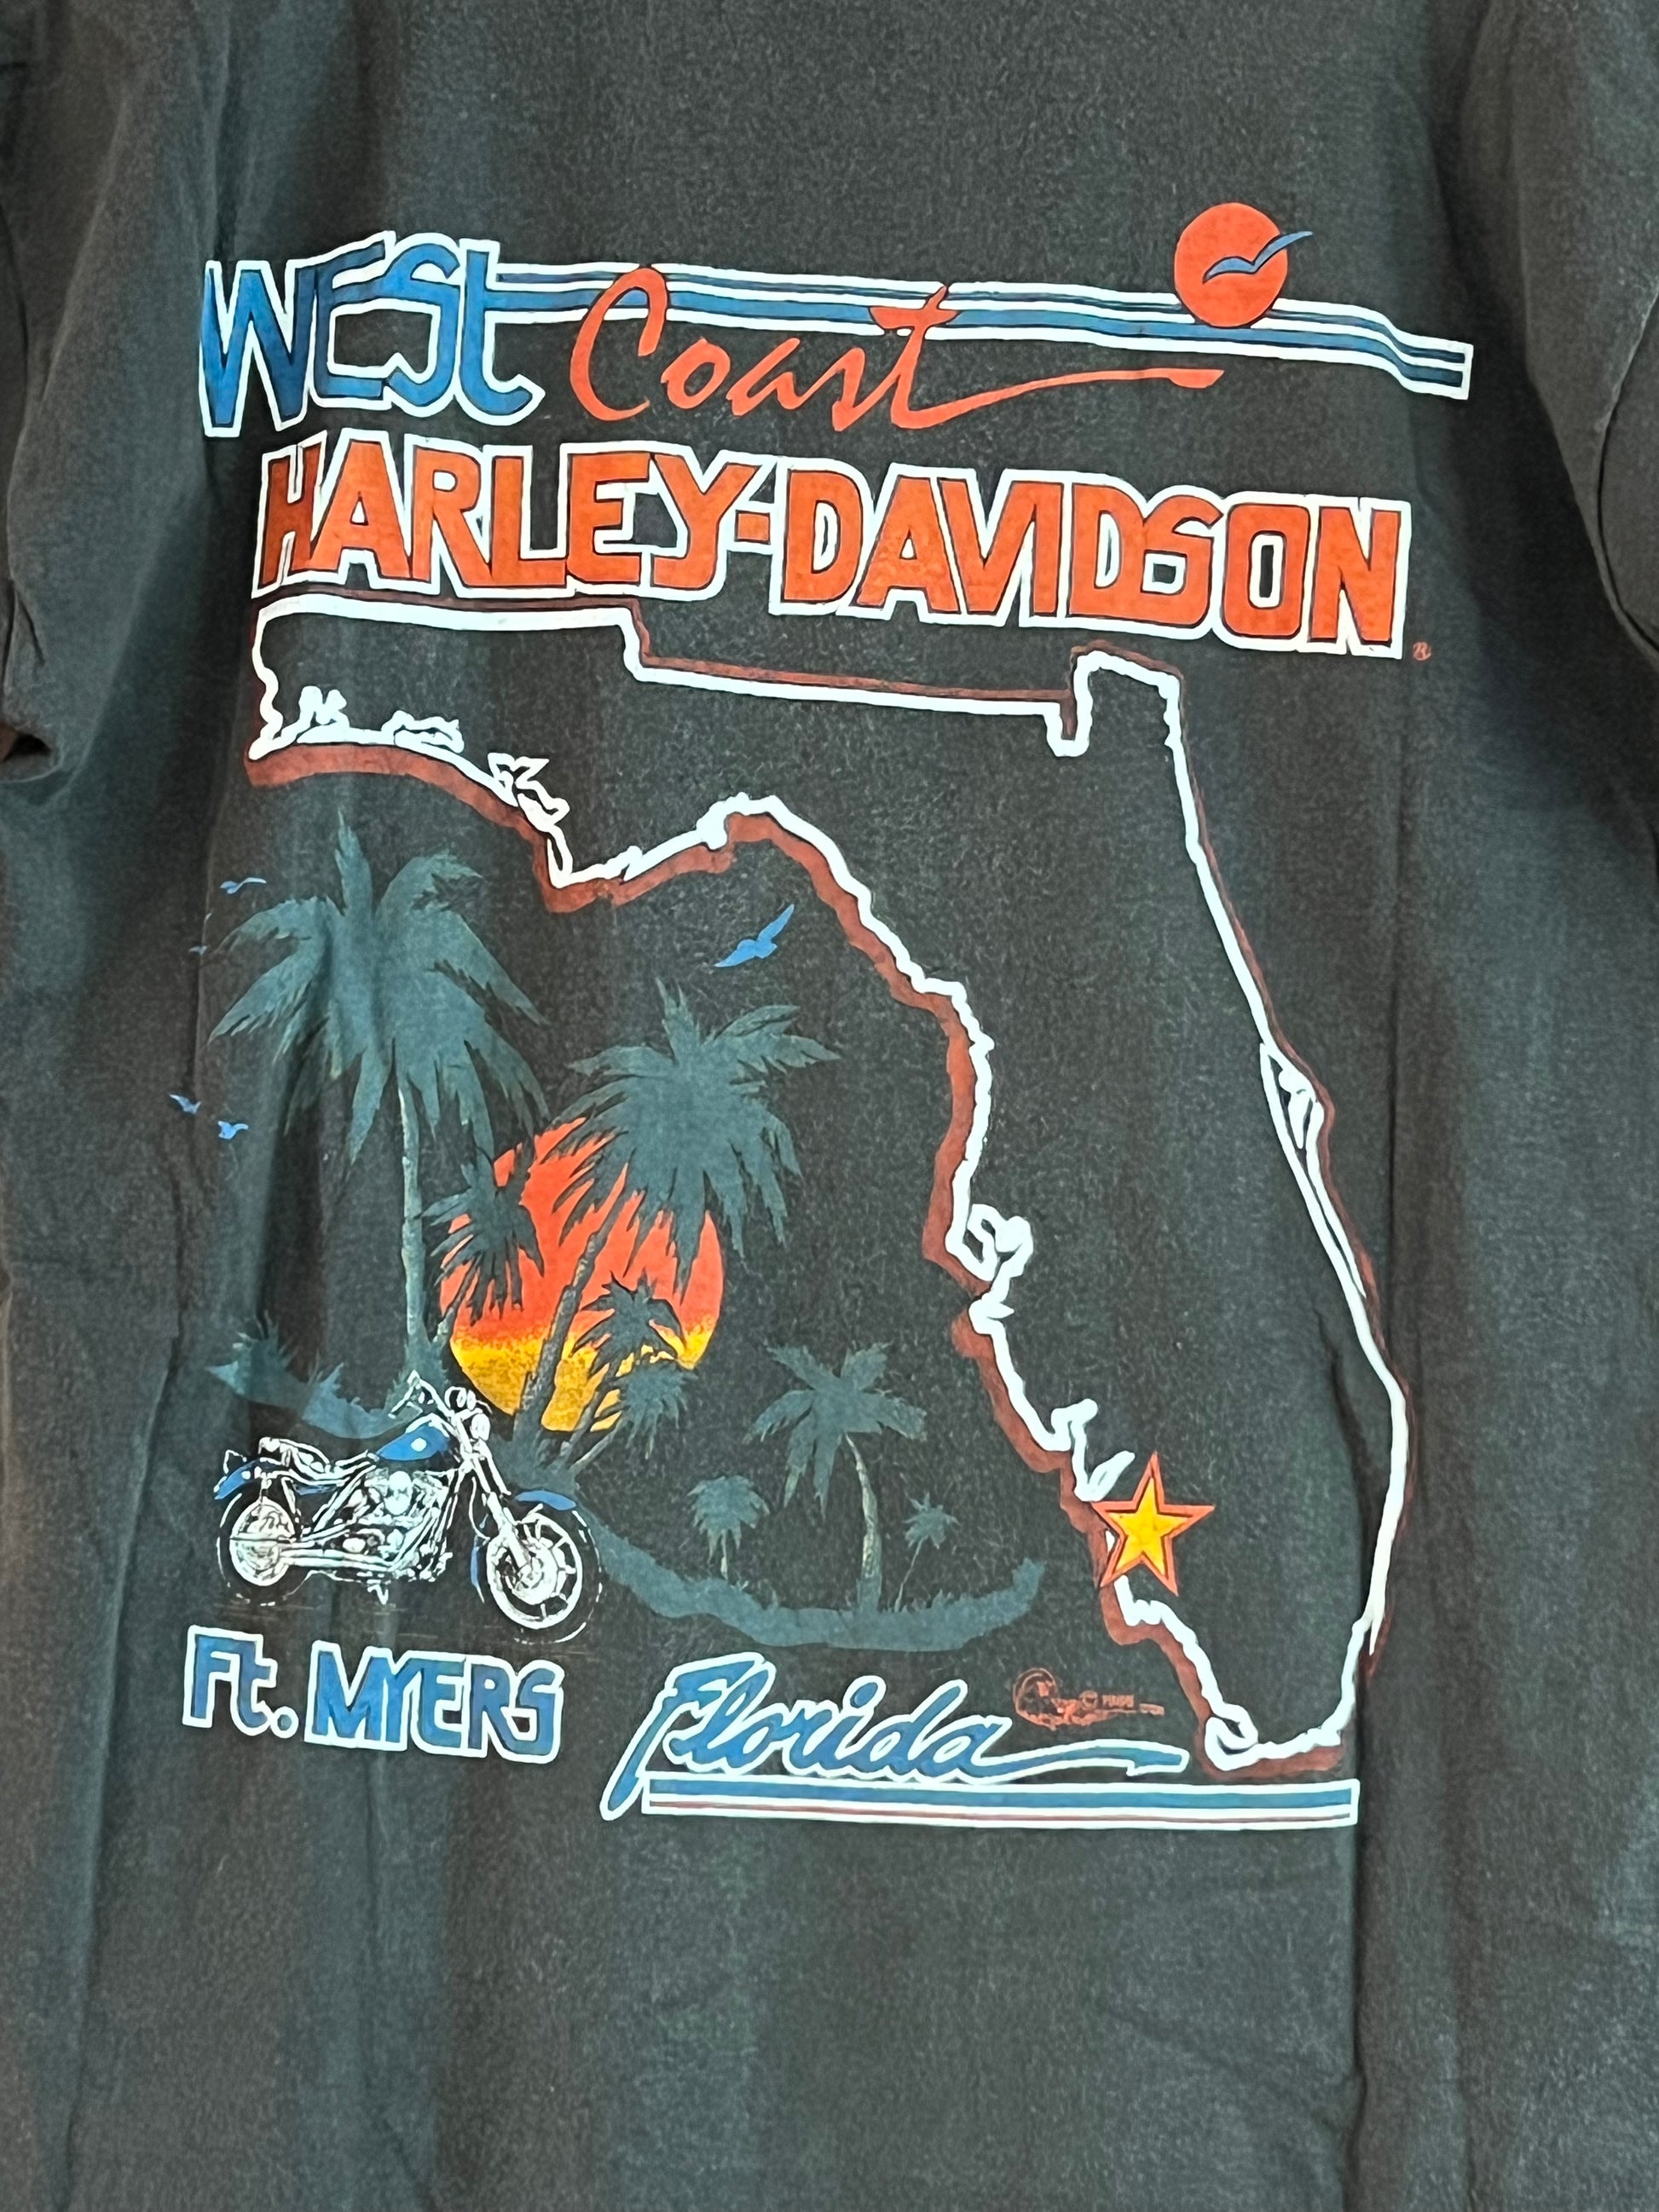 WESt Coast
HARLEY-DAVIDSON
®
Ft. MYERS
Florida